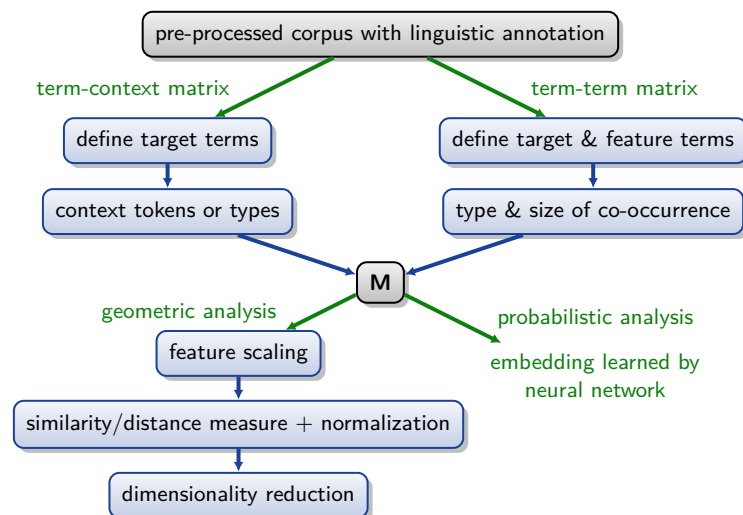 pre-processed corpus with linguistic annotation
term-context matrix
term-term matrix
define target terms
define target & feature terms
context tokens or types
type & size of co-occurrence
M
geometric analysis
probabilistic analysis
feature scaling
embedding learned by
neural network
similarity/distance measure + normalization
dimensionality reduction